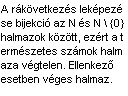 A rákövetkezés leképezé
se bijekció az N és N \ {0}
halmazok között, ezért a t
ermészetes számok halm
aza végtelen. Ellenkező
esetben véges halmaz.